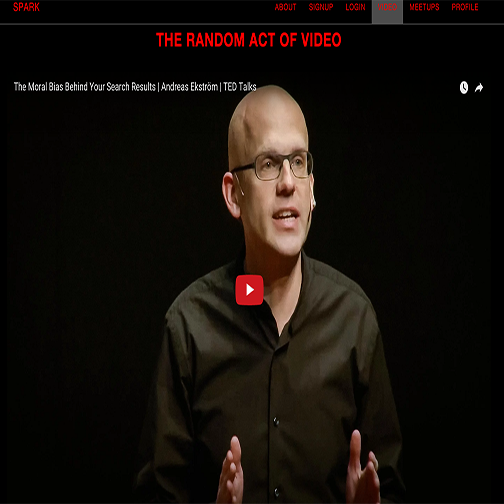 SPARK
ABOUT SIGNUP LOGIN MEETUPS PROFILE
THE RANDOM ACT OF VIDEO
The Moral Bias Behind Your Search Results | Andreas Ekström | TED Talks